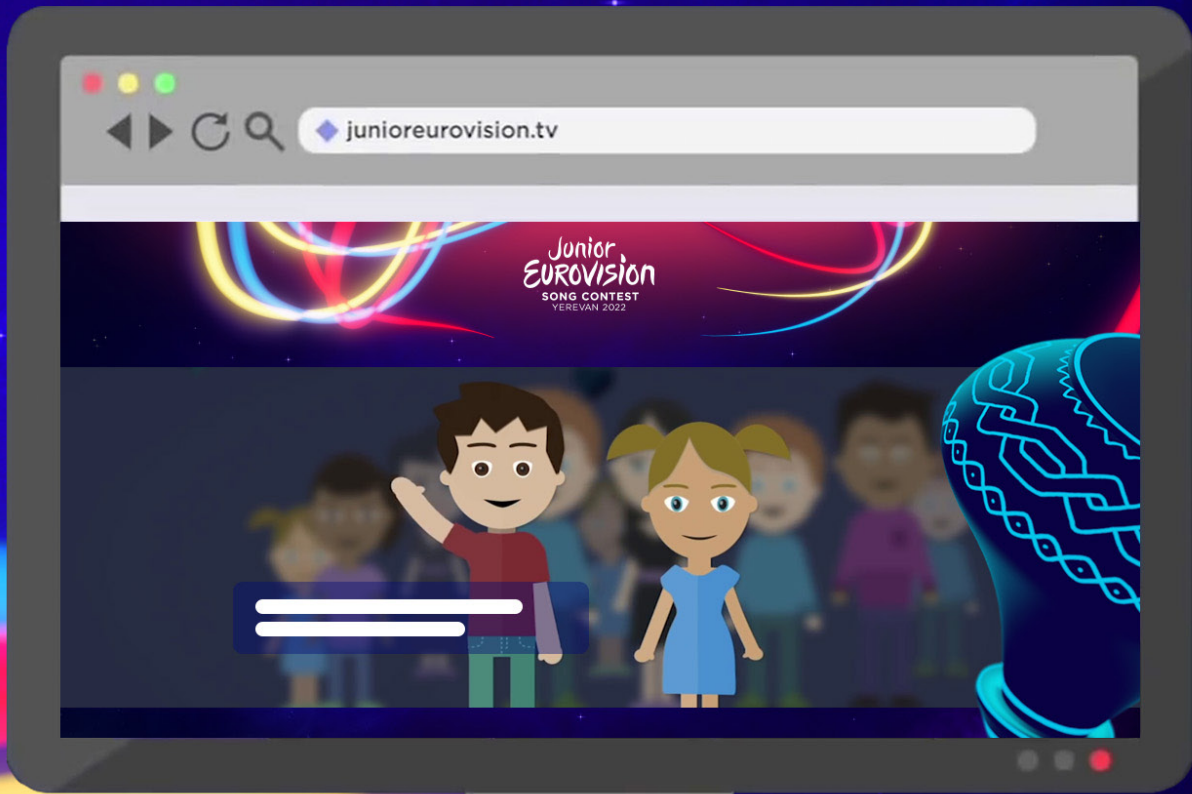 junioreurovision.tv
Junior
EUROVISION
SONG CONTEST
YEREVAN 2022